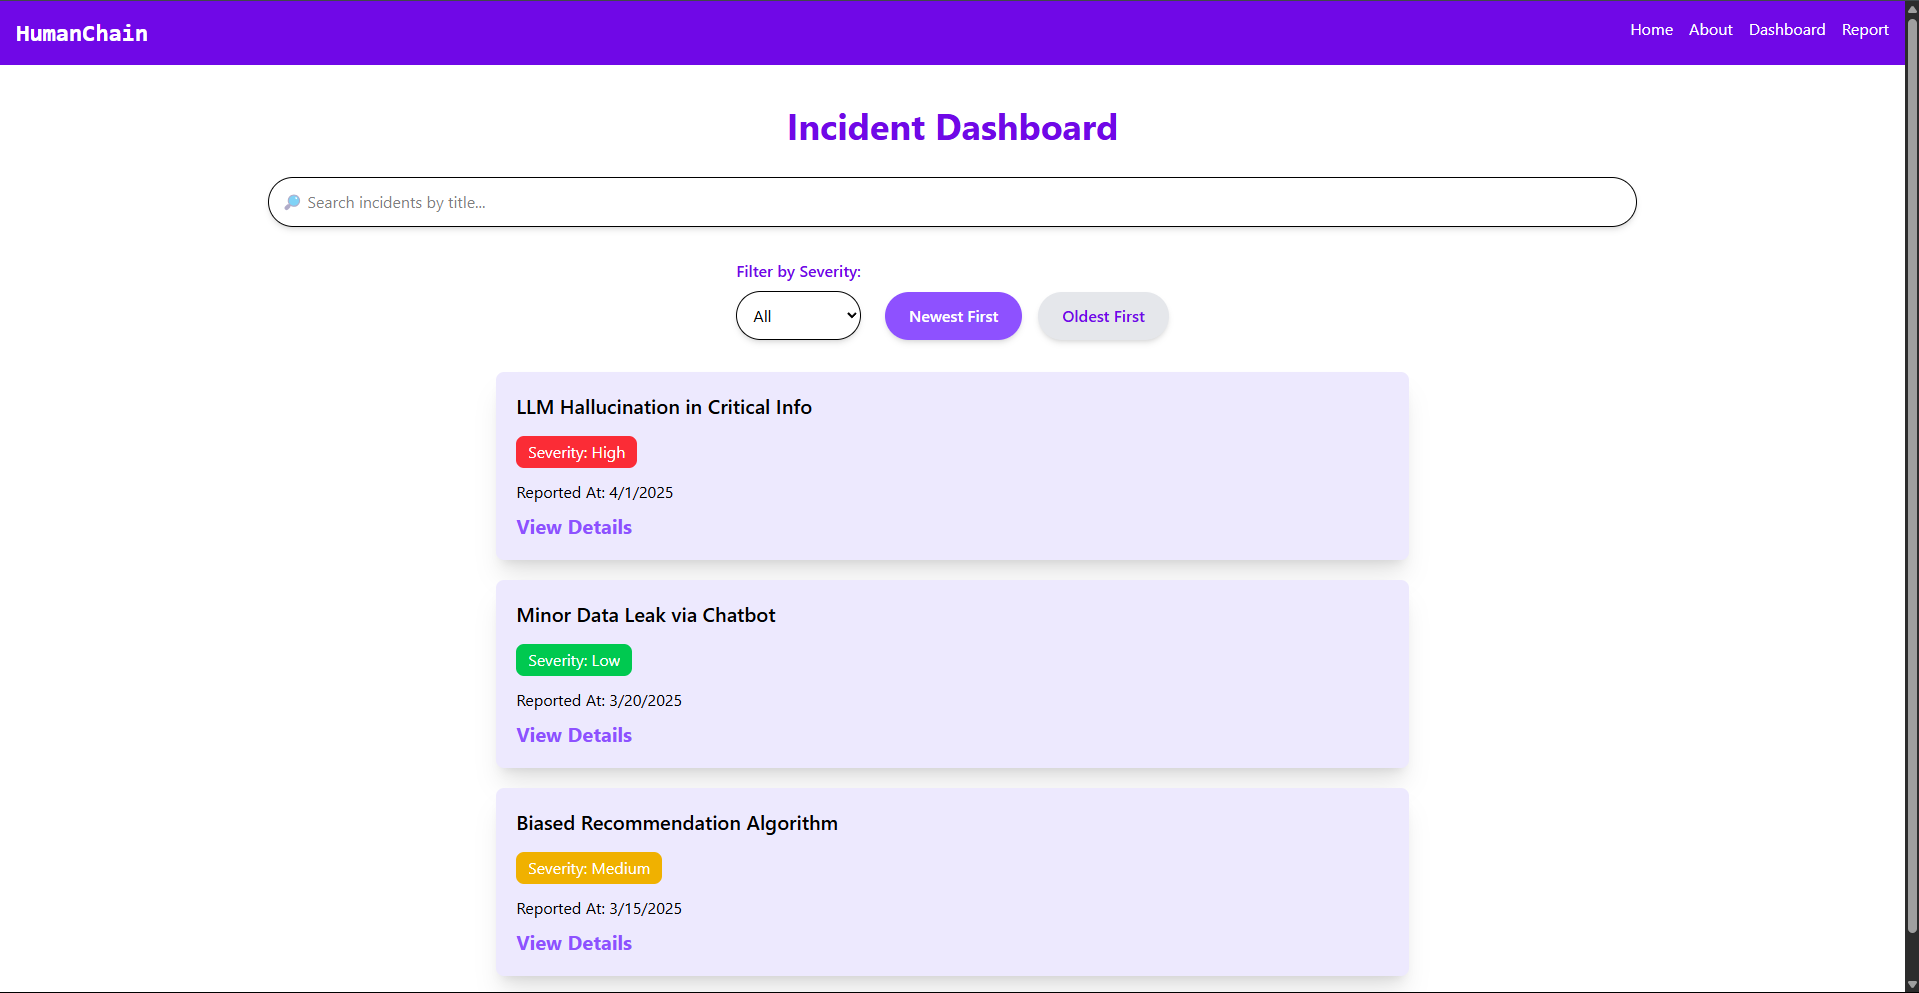 HumanChain
Home About Dashboard Report
Incident Dashboard
🔎 Search incidents by title...
Filter by Severity:
All Newest First Oldest First
LLM Hallucination in Critical Info
Severity: High
Reported At: 4/1/2025
View Details
Minor Data Leak via Chatbot
Severity: Low
Reported At: 3/20/2025
View Details
Biased Recommendation Algorithm
Severity: Medium
Reported At: 3/15/2025
View Details